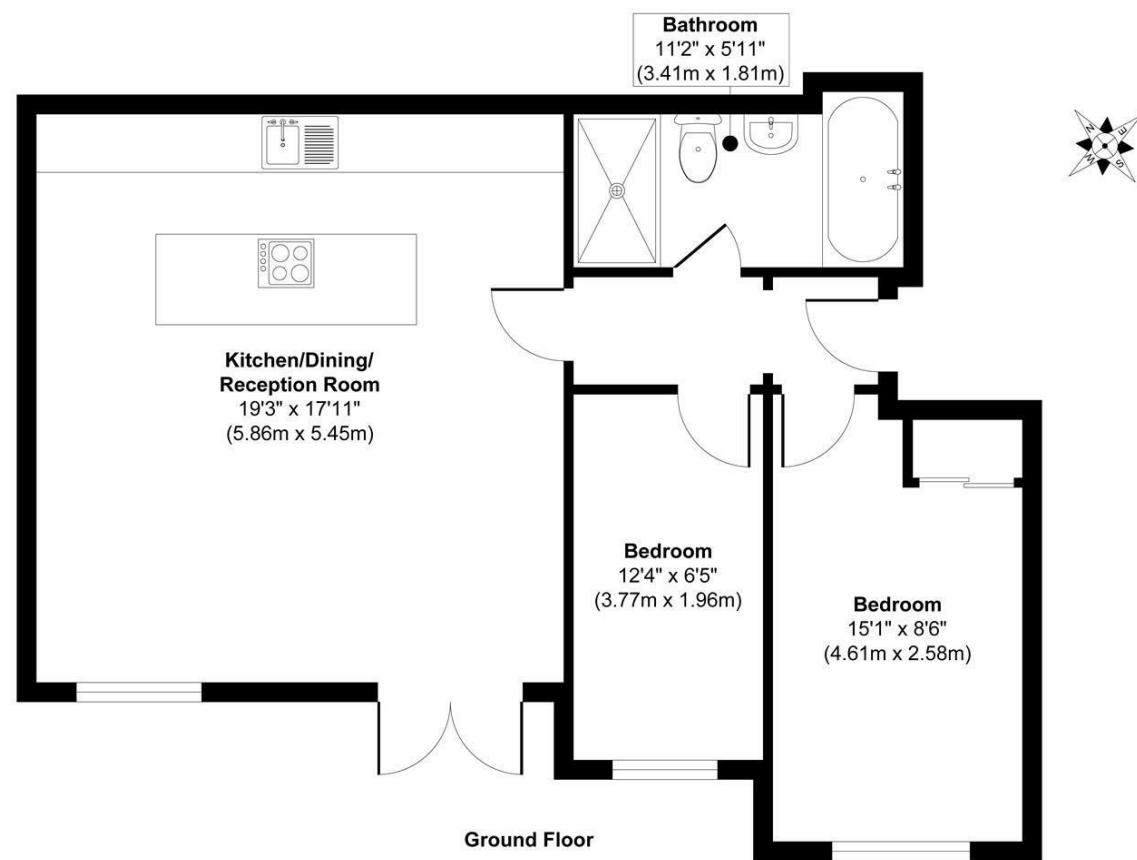 Bathroom
11'2" x 5'11"
(3.41m x 1.81m)
N
E
W
S
Kitchen/Dining/
Reception Room
19'3" x 17'11"
(5.86m x 5.45m)
Bedroom
12'4" x 6'5"
(3.77m x 1.96m)
Bedroom
15'1" x 8'6"
(4.61m x 2.58m)
Ground Floor